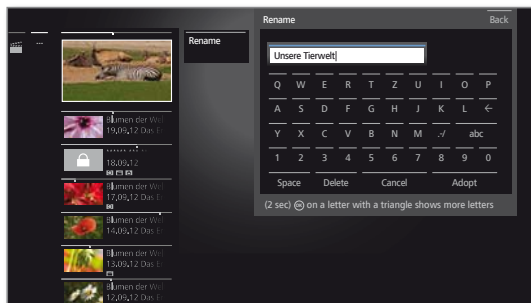 Rename
Back
...
Rename
Unsere Tierwelt
Q W E R T Z U I O P
A S D F G H J K L ←
Y X C V B N M ./ abc
1 2 3 4 5 6 7 8 9 0
Space Delete Cancel Adopt
(2 sec) OK on a letter with a triangle shows more letters
Blumen der Wel
19.09.12 Das E
18.09.12
Blumen der Wel
17.09.12 Das E
Blumen der Wel
14.09.12 Das E
Blumen der Wel
13.09.12 Das E
Blumen der Wel
12.09.12 Das E